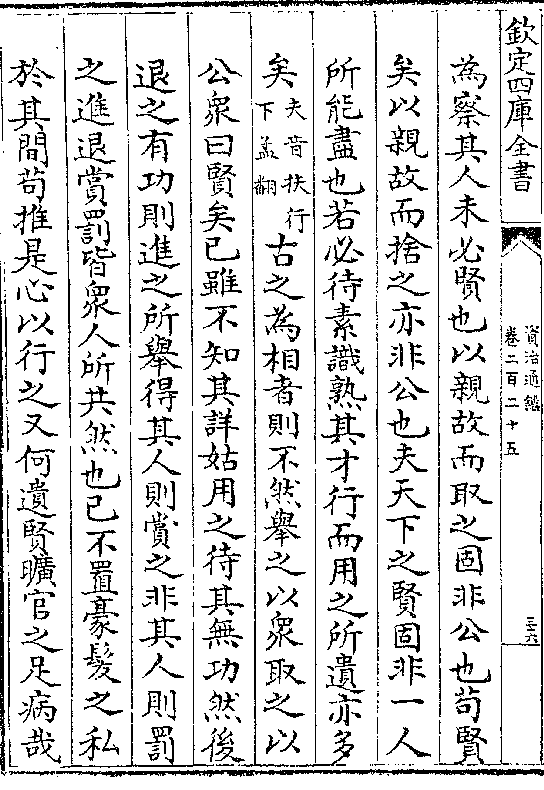 欽定四庫全書
資治通鑑
卷二百二十五
三六
為察其人未必賢也以親故而取之固非公也苟賢
矣以親故而捨之亦非公也夫天下之賢固非一人
所能盡也若必待素識熟其才行而用之所遺亦多
矣夫音扶行下孟翻古之為相者則不然舉之以衆取之以
公衆曰賢矣已雖不知其詳姑用之待其無功然後
退之有功則進之所舉得其人則賞之非其人則罰
之進退賞罰皆衆人所共然也已不置豪髮之私
於其間苟推是心以行之又何遺賢曠官之足病哉